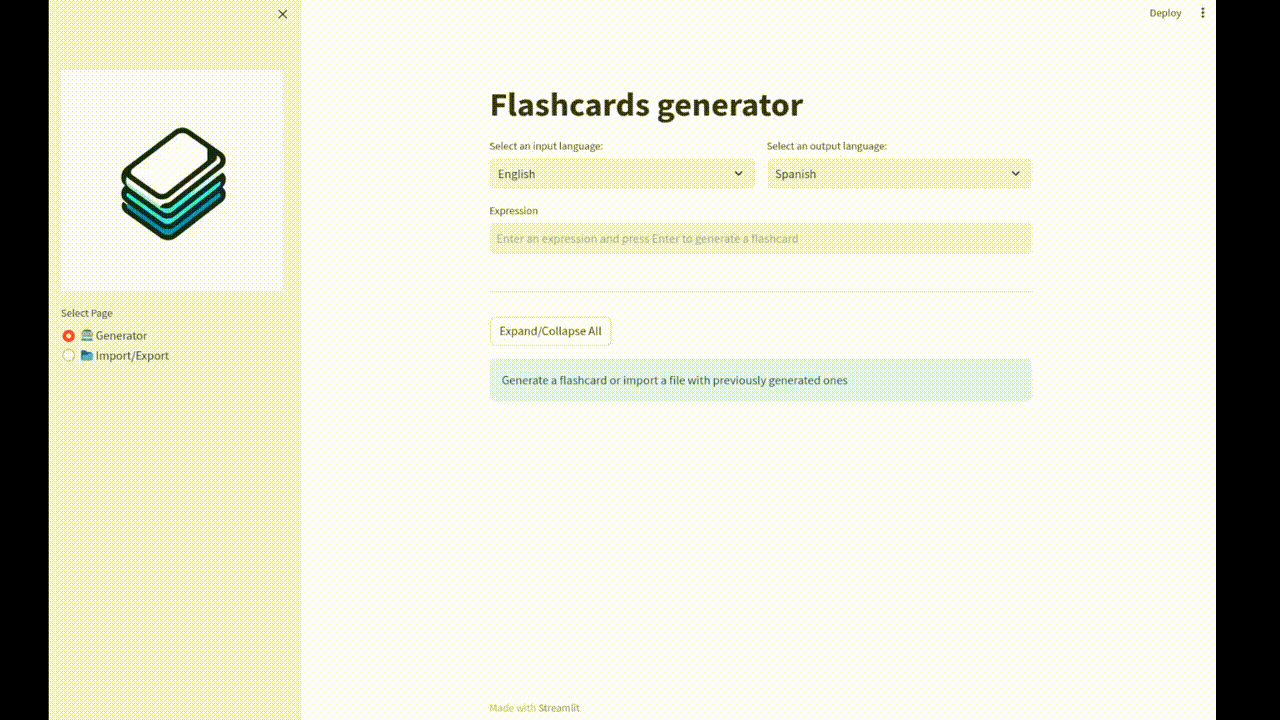 Deploy
Select Page
Generator
Import/Export
Flashcards generator
Select an input language:
Select an output language:
English
Spanish
Expression
Enter an expression and press Enter to generate a flashcard
Expand/Collapse All
Generate a flashcard or import a file with previously generated ones
Made with Streamlit